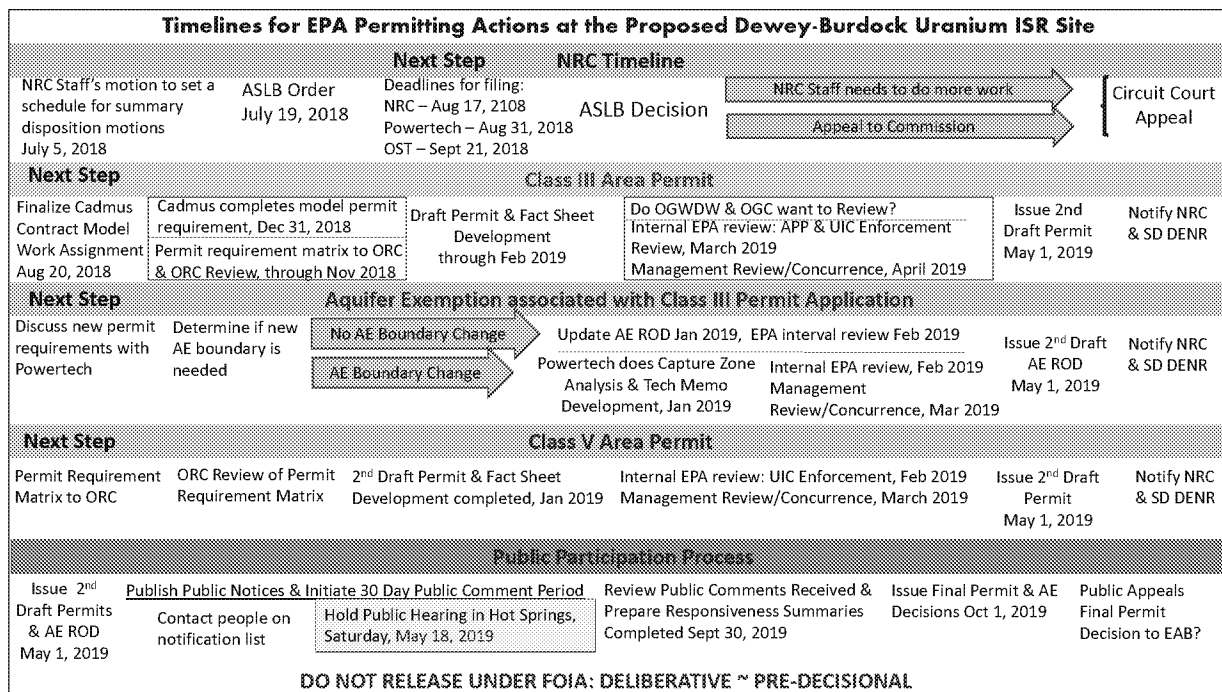 Timelines for EPA Permitting Actions at the Proposed Dewey-Burdock Uranium ISR Site
Next Step NRC Timeline
NRC Staff's motion to set a
schedule for summary
disposition motions
July 5, 2018
ASLB Order
July 19, 2018
Deadlines for filing:
NRC – Aug 17, 2108
Powertech – Aug 31, 2018
OST – Sept 21, 2018
ASLB Decision
NRC Staff needs to do more work
Appeal to Commission
Circuit Court
Appeal
Next Step
Class III Area Permit
Finalize Cadmus
Contract Model
Work Assignment
Aug 20, 2018
Cadmus completes model permit
requirement, Dec 31, 2018
Permit requirement matrix to ORC
& ORC Review, through Nov 2018
Draft Permit & Fact Sheet
Development
through Feb 2019
Do OGWDW & OGC want to Review?
Internal EPA review: APP & UIC Enforcement
Review, March 2019
Management Review/Concurrence, April 2019
Issue 2nd
Draft Permit
May 1, 2019
Notify NRC
& SD DENR
Next Step
Aquifer Exemption associated with Class III Permit Application
Discuss new permit
requirements with
Powertech
Determine if new
AE boundary is
needed
No AE Boundary Change
AE Boundary Change
Update AE ROD Jan 2019, EPA interval review Feb 2019
Powertech does Capture Zone
Analysis & Tech Memo
Development, Jan 2019
Internal EPA review, Feb 2019
Management
Review/Concurrence, Mar 2019
Issue 2nd Draft
AE ROD
May 1, 2019
Notify NRC
& SD DENR
Next Step
Class V Area Permit
Permit Requirement
Matrix to ORC
ORC Review of Permit
Requirement Matrix
2nd Draft Permit & Fact Sheet
Development completed, Jan 2019
Internal EPA review: UIC Enforcement, Feb 2019
Management Review/Concurrence, March 2019
Issue 2nd Draft
Permit
May 1, 2019
Notify NRC
& SD DENR
Public Participation Process
Issue 2nd
Draft Permits
& AE ROD
May 1, 2019
Publish Public Notices & Initiate 30 Day Public Comment Period
Contact people on
notification list
Hold Public Hearing in Hot Springs,
Saturday, May 18, 2019
Review Public Comments Received &
Prepare Responsiveness Summaries
Completed Sept 30, 2019
Issue Final Permit & AE
Decisions Oct 1, 2019
Public Appeals
Final Permit
Decision to EAB?
DO NOT RELEASE UNDER FOIA: DELIBERATIVE ~ PRE-DECISIONAL